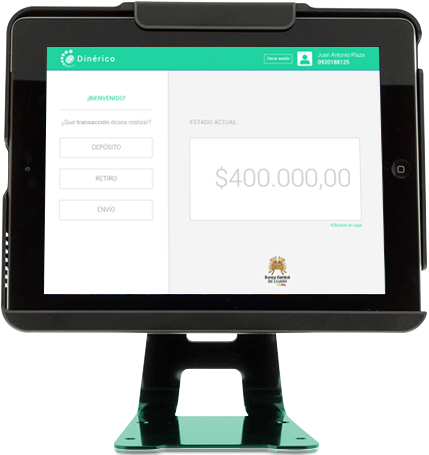 Dinérico
Cerrar sesión
Juan Antonio Plaza
0920188125
¡BIENVENIDO!
¿Qué transacción desea realizar?
DEPÓSITO
RETIRO
ENVÍO
ESTADO ACTUAL
$400.000,00
*Efectivo en caja
Banco Central
del Ecuador